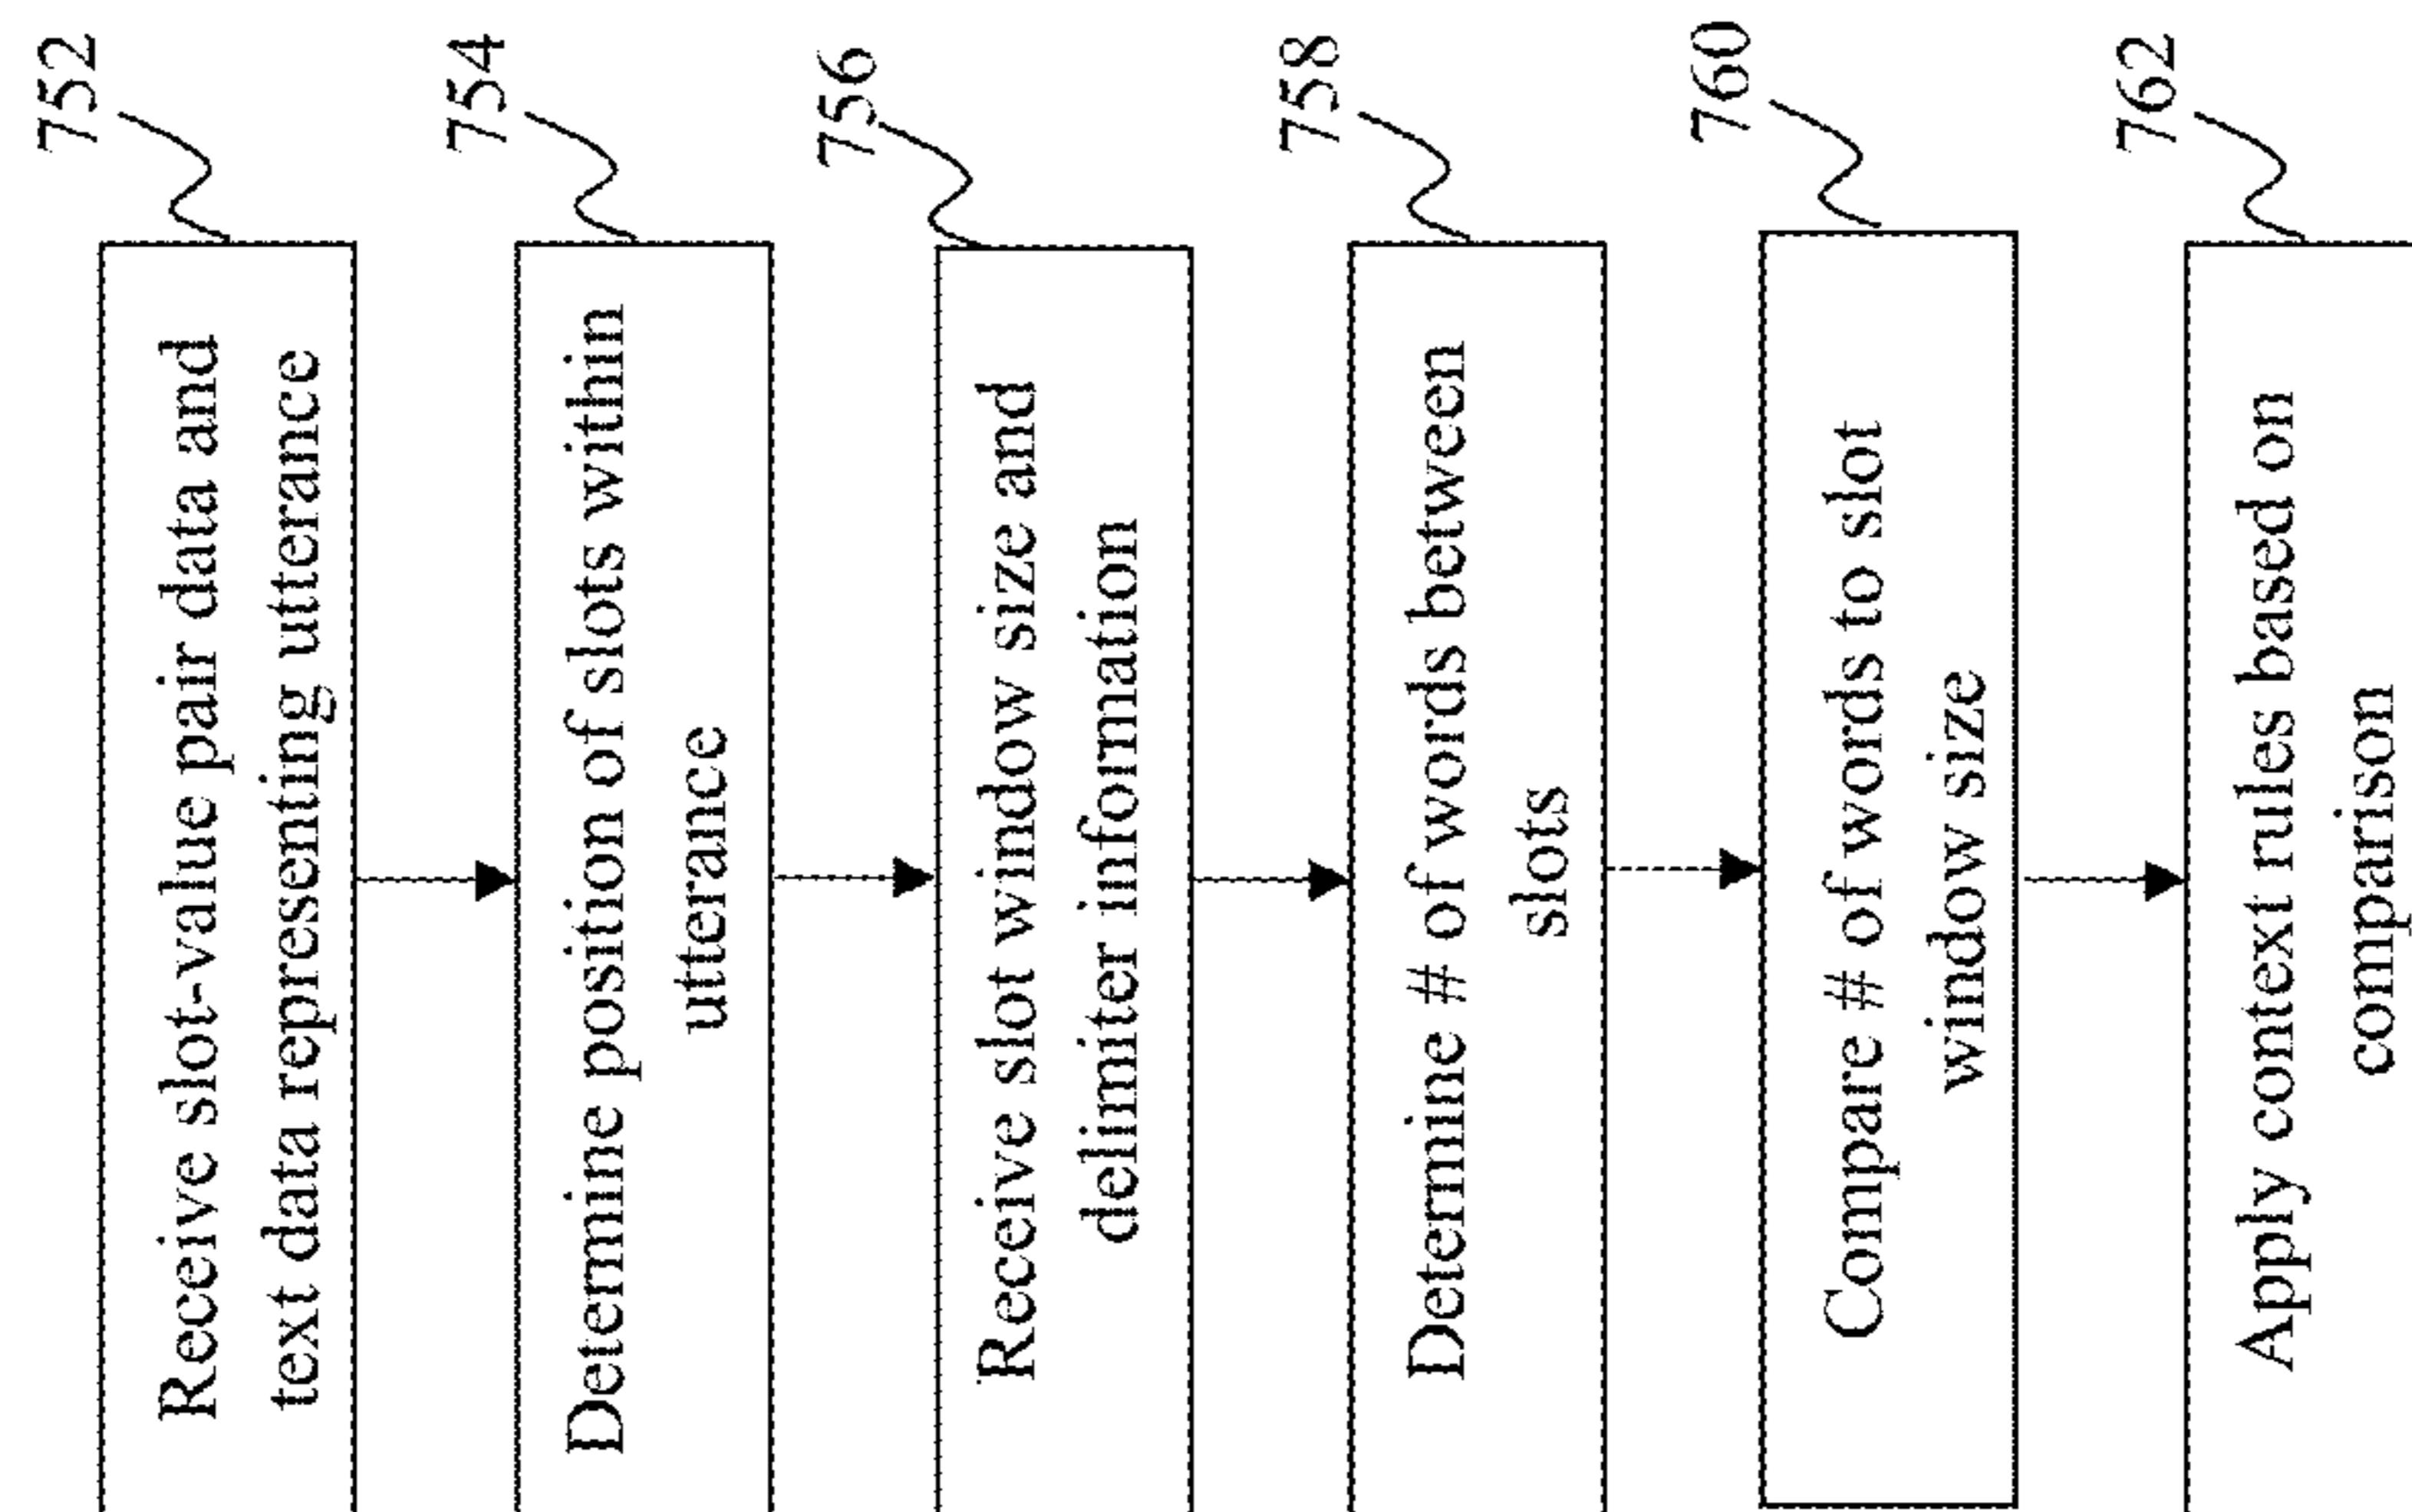 752
Receive slot-value pair data and
text data representing utterance
754
Determine position of slots within
utterance
756
Receive slot window size and
delimiter information
758
Determine # of words between
slots
760
Compare # of words to slot
window size
762
Apply context rules based on
comparison